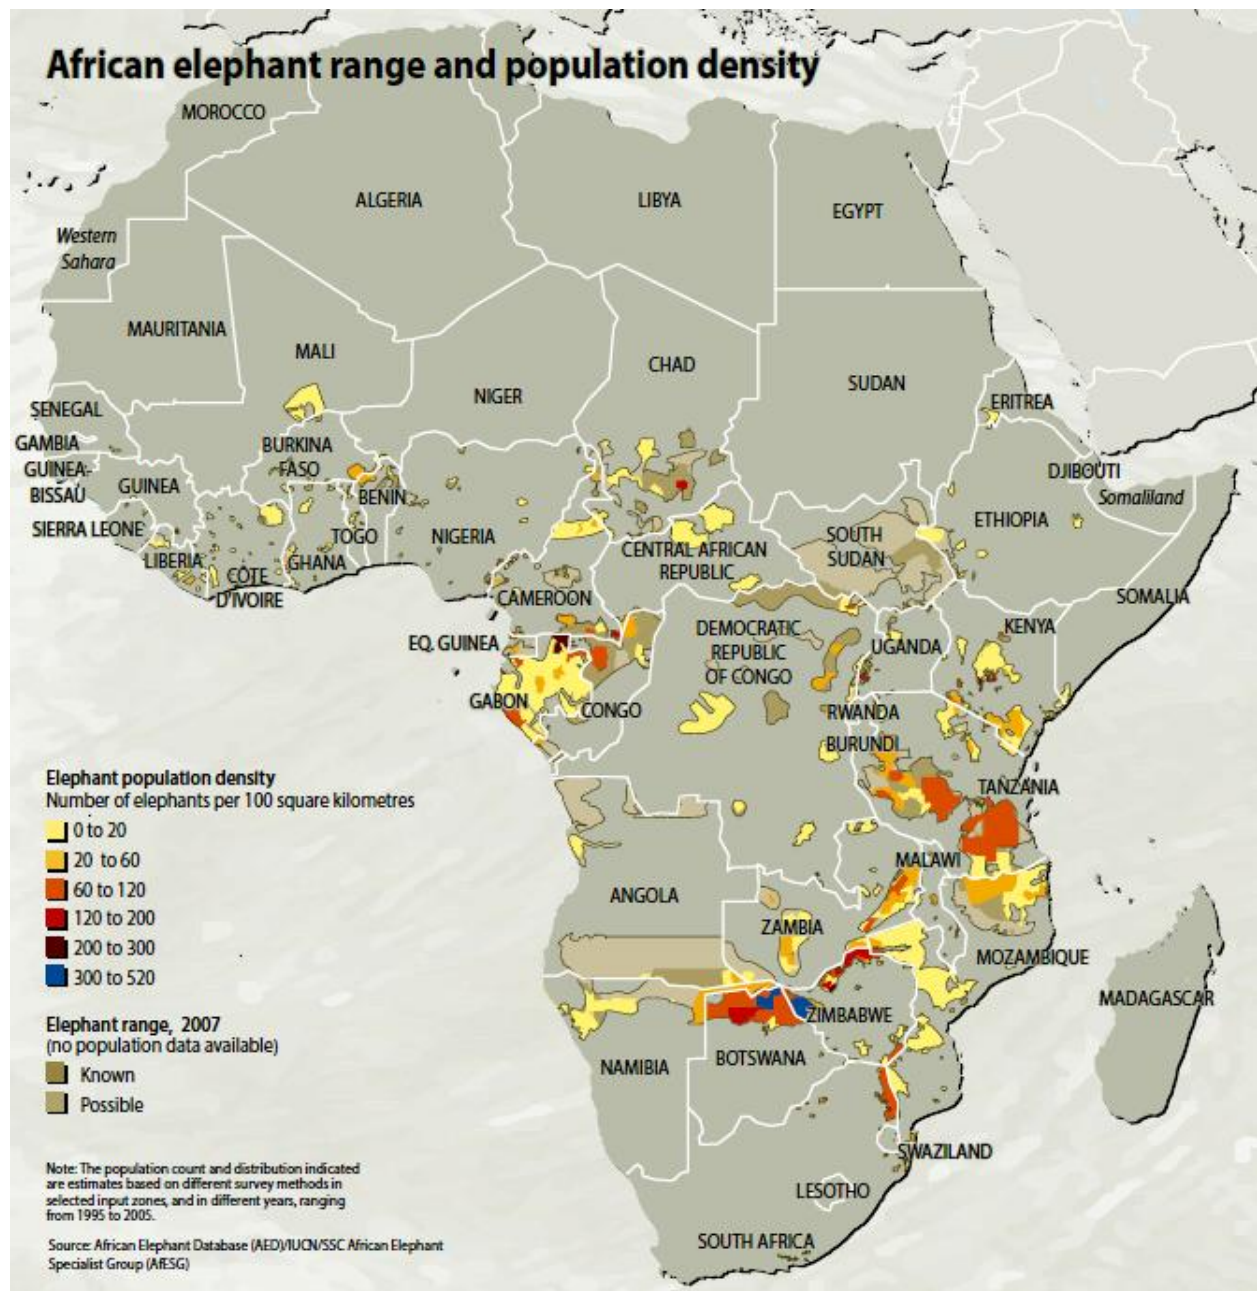 African elephant range and population density
MOROCCO
ALGERIA
LIBYA
EGYPT
Western
Sahara
MAURITANIA
MALI
NIGER
CHAD
SUDAN
ERITREA
SENEGAL
GAMBIA
GUINEA-
BISSAU
GUINEA
BURKINA
FASO
BENIN
DJIBOUTI
Somaliland
SIERRA LEONE
LIBERIA
CÔTE
D'IVOIRE
GHANA
TOGO
NIGERIA
CENTRAL AFRICAN
REPUBLIC
SOUTH
SUDAN
ETHIOPIA
SOMALIA
CAMEROON
EQ. GUINEA
DEMOCRATIC
REPUBLIC
OF CONGO
UGANDA
KENYA
GABON
CONGO
RWANDA
BURUNDI
TANZANIA
Elephant population density
Number of elephants per 100 square kilometres
0 to 20
20 to 60
60 to 120
120 to 200
200 to 300
300 to 520
MALAWI
ANGOLA
ZAMBIA
MOZAMBIQUE
MADAGASCAR
ZIMBABWE
NAMIBIA
BOTSWANA
Elephant range, 2007
(no population data available)
Known
Possible
SWAZILAND
LESOTHO
SOUTH AFRICA
Note: The population count and distribution indicated
are estimates based on different survey methods in
selected input zones, and in different years, ranging
from 1995 to 2005.
Source: African Elephant Database (AED)/IUCN/SSC African Elephant
Specialist Group (AfESG)